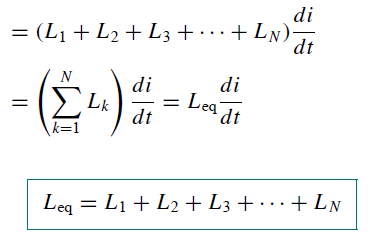 = (L₁ + L₂ + L₃ + ··· + L_N) di/dt
= (∑_{k=1}^{N} L_k) di/dt = L_eq di/dt
L_eq = L₁ + L₂ + L₃ + ··· + L_N